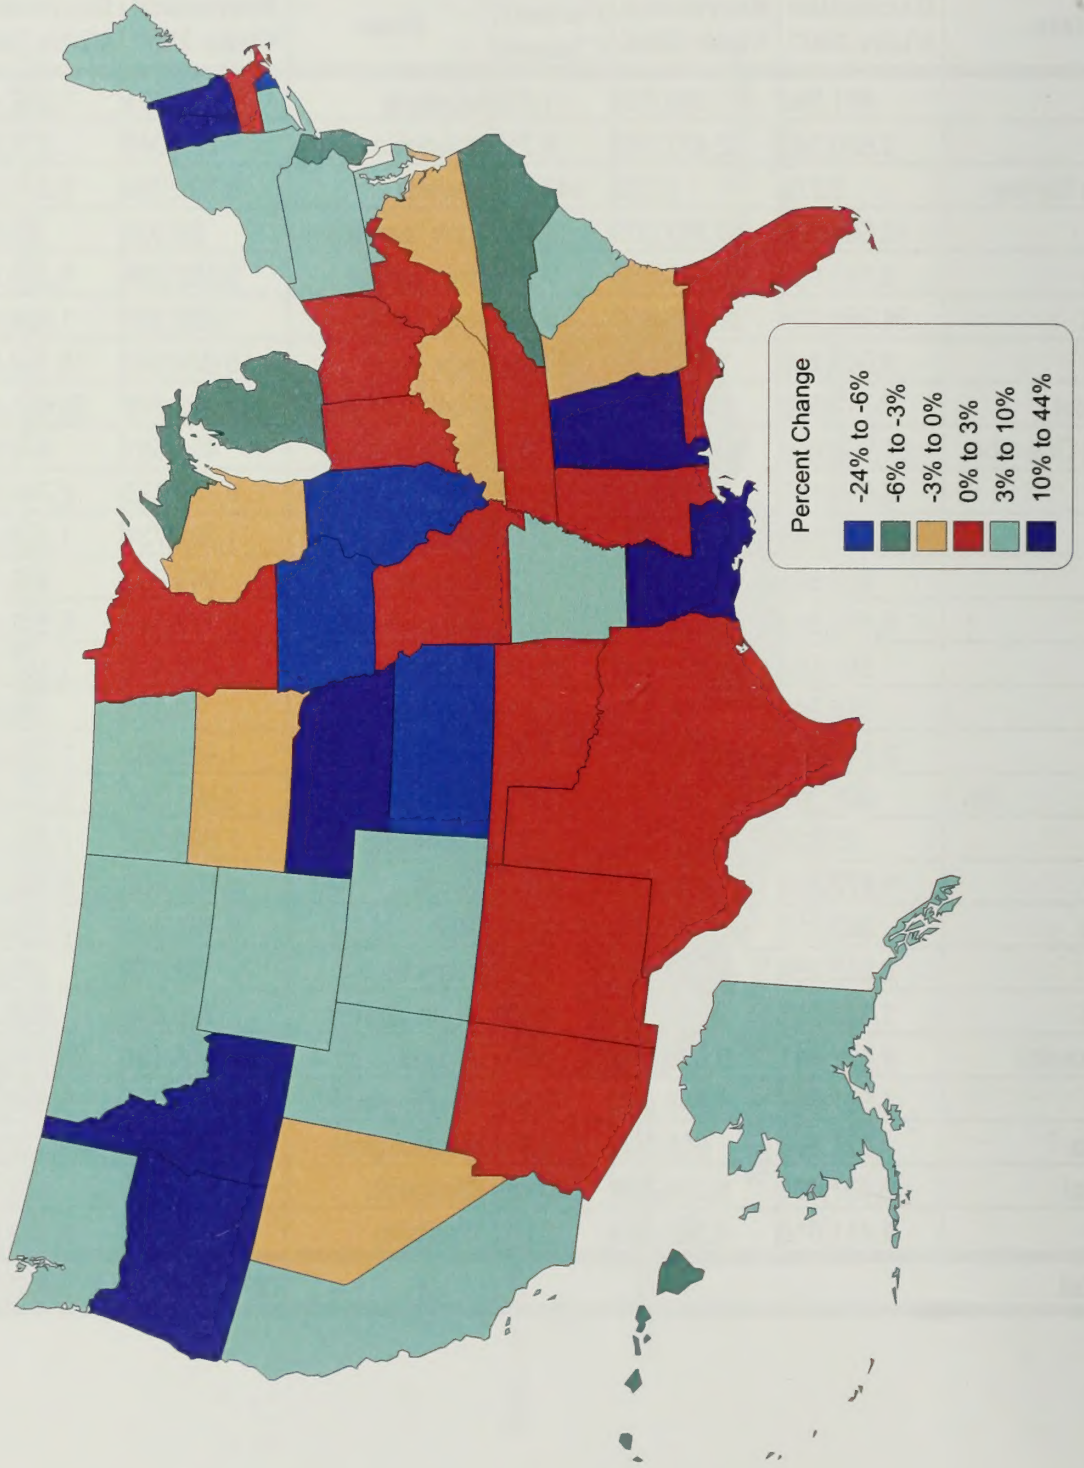 Percent Change
-24% to -6%
-6% to -3%
-3% to 0%
0% to 3%
3% to 10%
10% to 44%